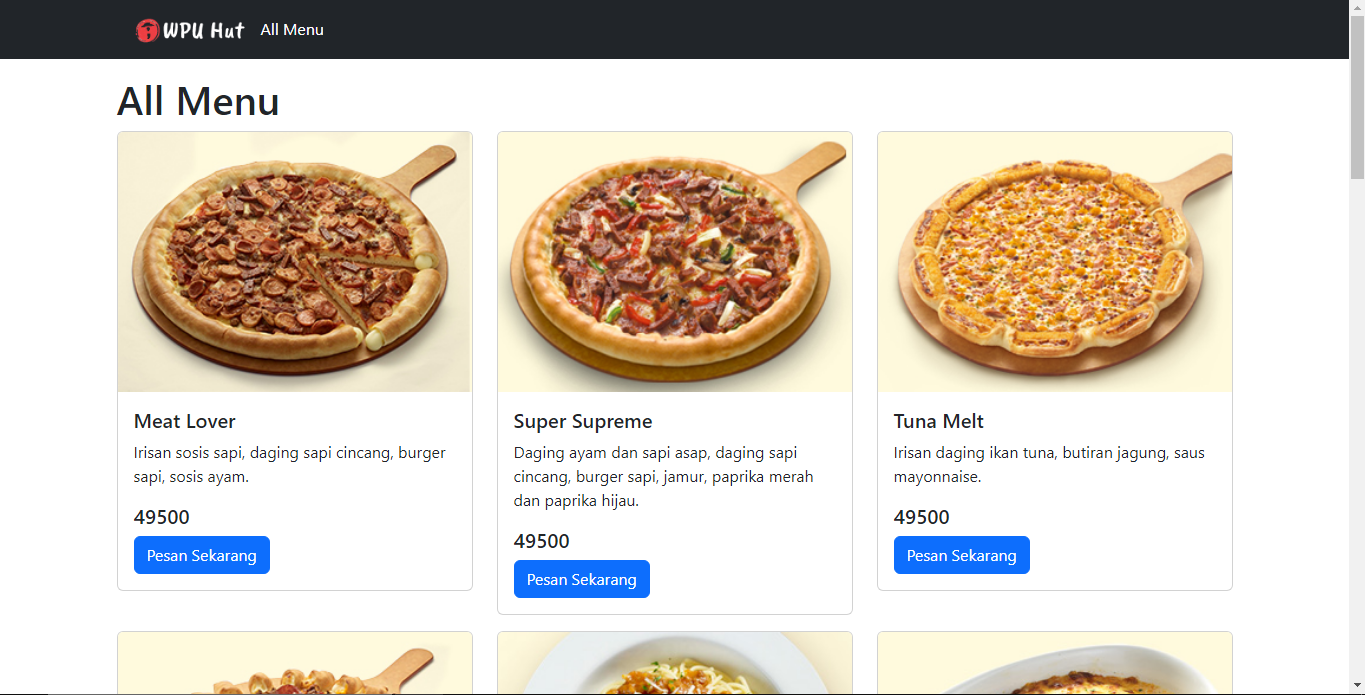 WPU Hut All Menu
All Menu
Meat Lover
Irisan sosis sapi, daging sapi cincang, burger
sapi, sosis ayam.
49500
Pesan Sekarang
Super Supreme
Daging ayam dan sapi asap, daging sapi
cincang, burger sapi, jamur, paprika merah
dan paprika hijau.
49500
Pesan Sekarang
Tuna Melt
Irisan daging ikan tuna, butiran jagung, saus
mayonnaise.
49500
Pesan Sekarang